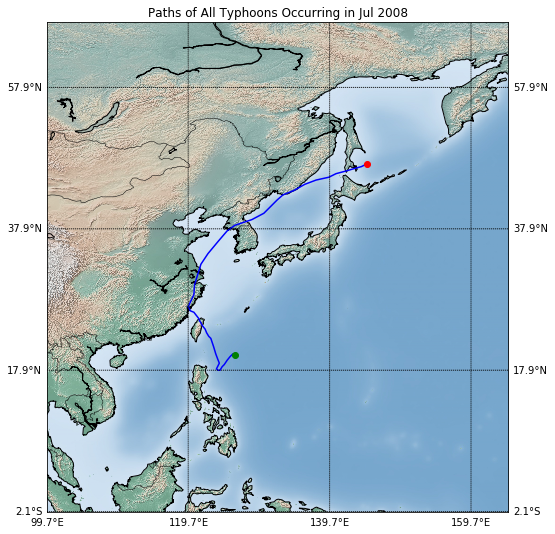 Paths of All Typhoons Occurring in Jul 2008
57.9°N 57.9°N
37.9°N 37.9°N
17.9°N 17.9°N
2.1°S 2.1°S
99.7°E 119.7°E 139.7°E 159.7°E